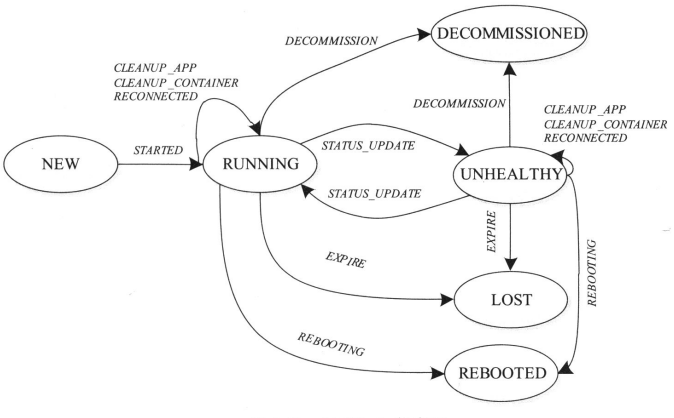 DECOMMISSIONED
DECOMMISSION
CLEANUP_APP
CLEANUP_CONTAINER
RECONNECTED
DECOMMISSION
CLEANUP_APP
CLEANUP_CONTAINER
RECONNECTED
NEW
STARTED
RUNNING
STATUS_UPDATE
UNHEALTHY
STATUS_UPDATE
EXPIRE
EXPIRE
REBOOTING
LOST
REBOOTING
REBOOTED